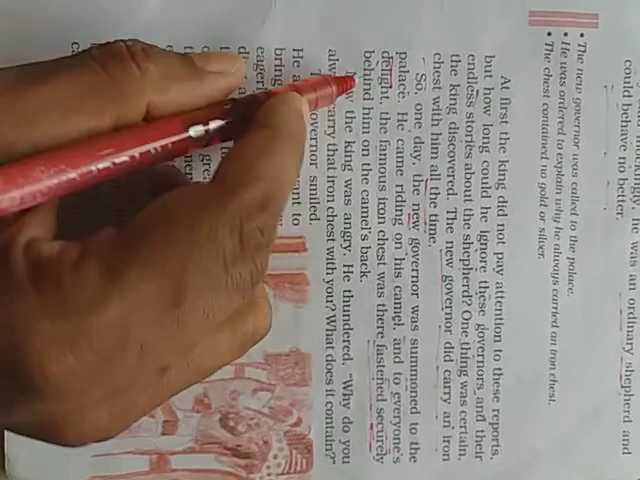 could behave no better.
he was an ordinary shepherd and
• The new governor was called to the palace.
• He was ordered to explain why he always carried an iron chest.
• The chest contained no gold or silver.
At first the king did not pay attention to these reports,
but how long could he ignore these governors and their
endless stories about the shepherd? One thing was certain,
the king discovered. The new governor did carry an iron
chest with him all the time.
So, one day, the new governor was summoned to the
palace. He came riding on his camel, and to everyone's
delight, the famous iron chest was there fastened securely
behind him on the camel's back.
the king was angry. He thundered, "Why do you
carry that iron chest with you? What does it contain?"
governor smiled.
He
want to
bring